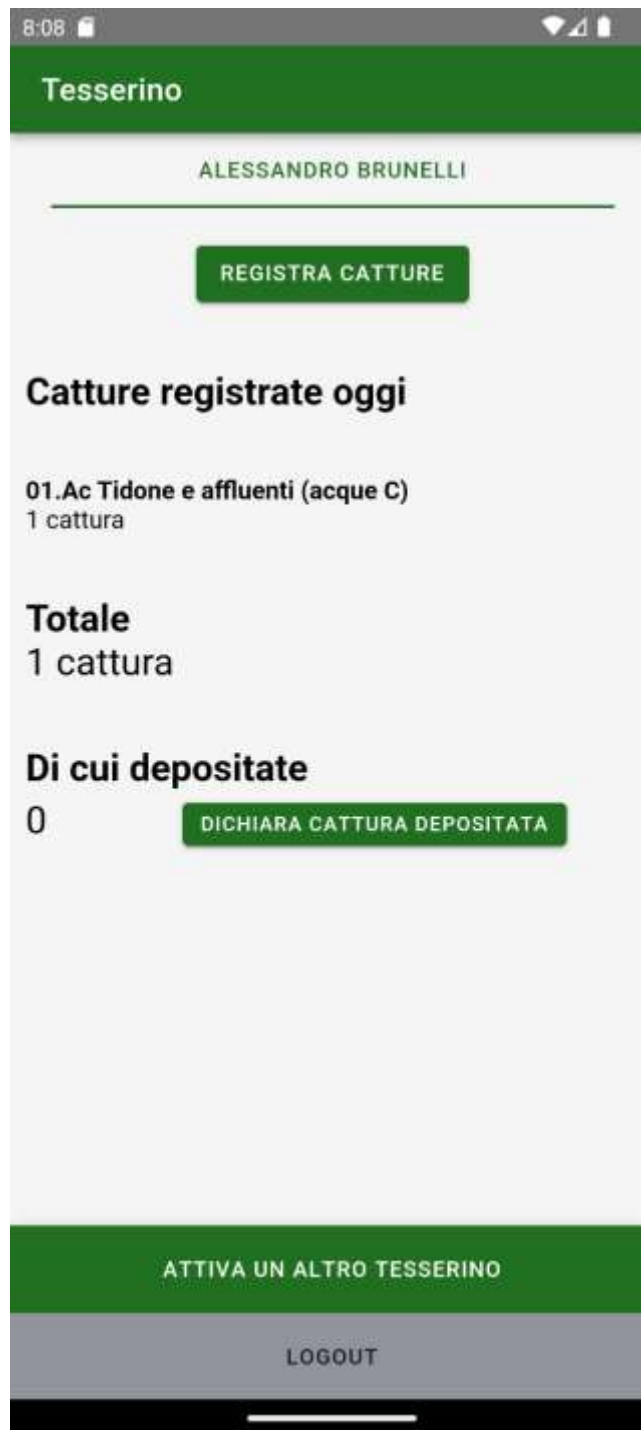 8:08
Tesserino
ALESSANDRO BRUNELLI
REGISTRA CATTURE
Catture registrate oggi
01.Ac Tidone e affluenti (acque C)
1 cattura
Totale
1 cattura
Di cui depositate
0 DICHIARA CATTURA DEPOSITATA
ATTIVA UN ALTRO TESSERINO
LOGOUT